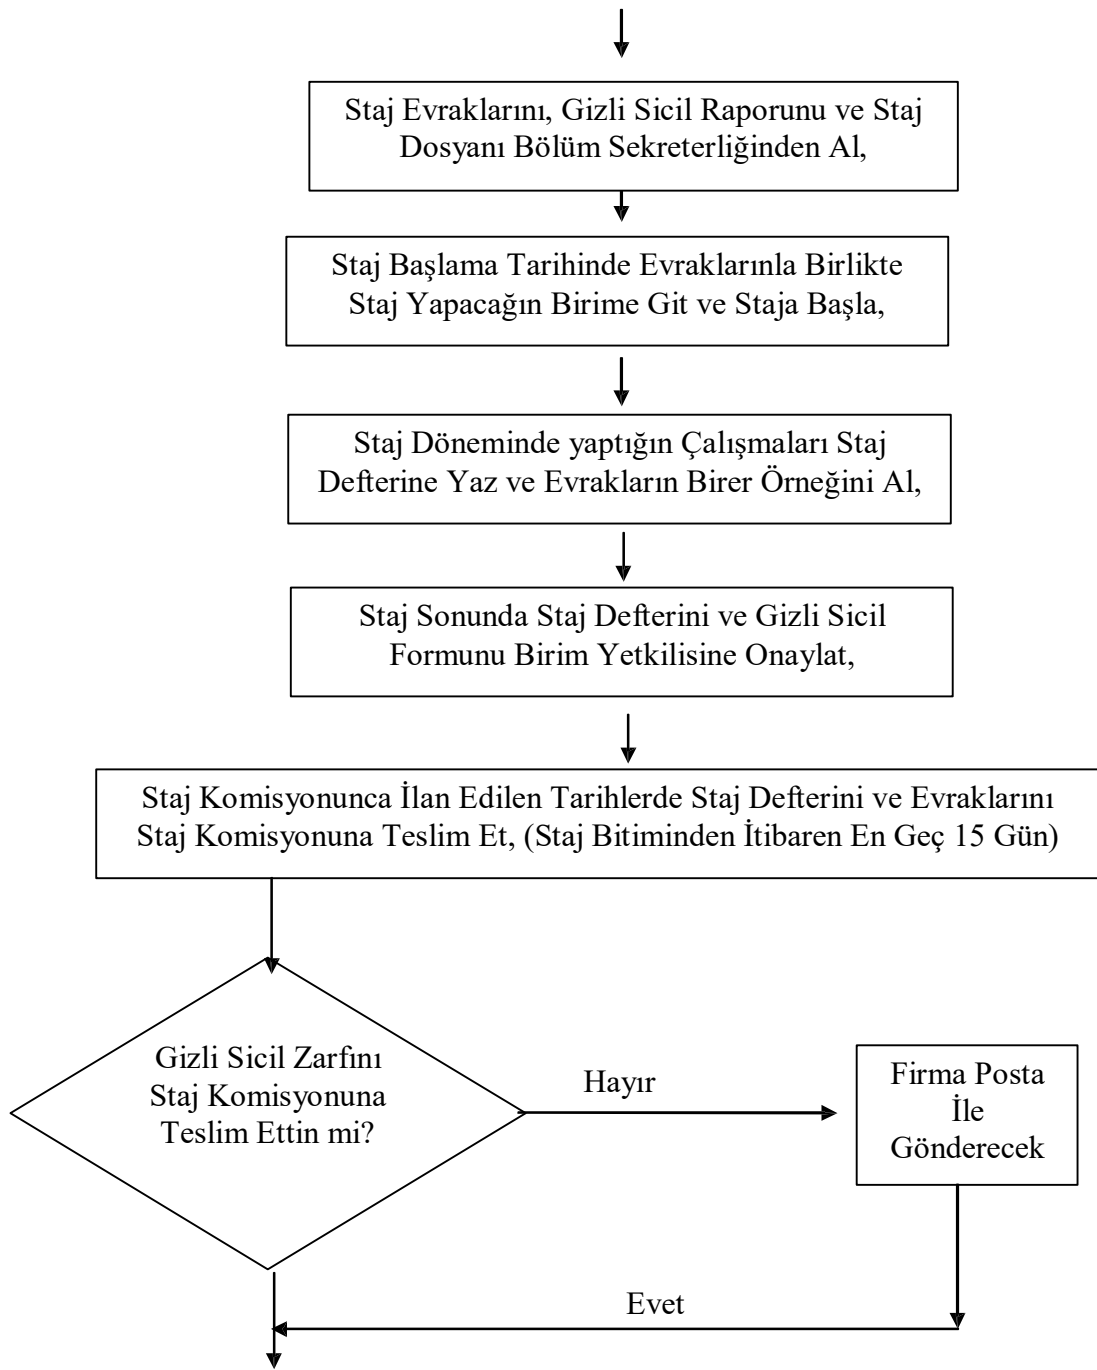 Staj Evraklarını, Gizli Sicil Raporunu ve Staj
Dosyanı Bölüm Sekreterliğinden Al,
Staj Başlama Tarihinde Evraklarınla Birlikte
Staj Yapacağın Birime Git ve Staja Başla,
Staj Döneminde yaptığın Çalışmaları Staj
Defterine Yaz ve Evrakların Birer Örneğini Al,
Staj Sonunda Staj Defterini ve Gizli Sicil
Formunu Birim Yetkilisine Onaylat,
Staj Komisyonunca İlan Edilen Tarihlerde Staj Defterini ve Evraklarını
Staj Komisyonuna Teslim Et, (Staj Bitiminden İtibaren En Geç 15 Gün)
Gizli Sicil Zarfını
Staj Komisyonuna
Teslim Ettin mi?
Hayır
Firma Posta
İle
Gönderecek
Evet